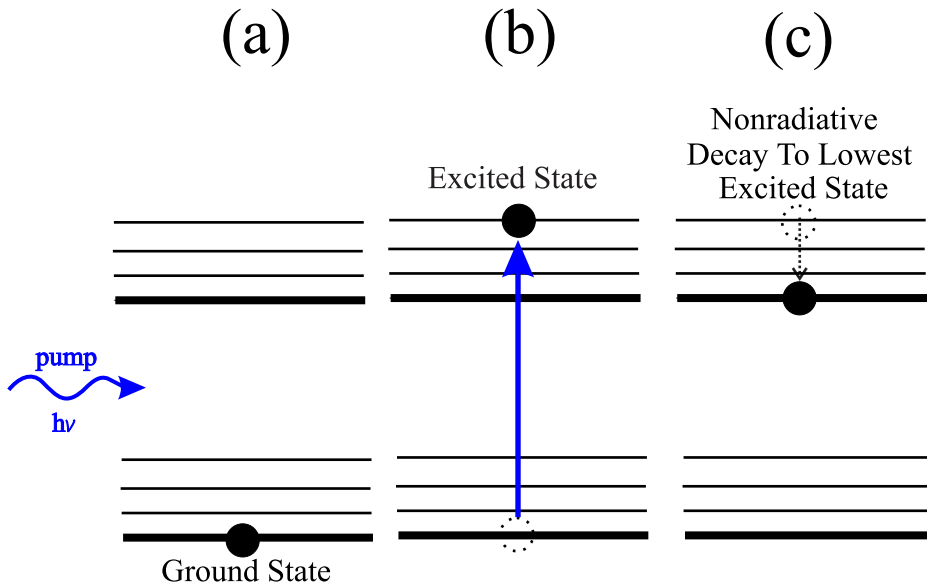 (a)
(b)
(c)
Nonradiative
Decay To Lowest
Excited State
Excited State
pump
hν
Ground State